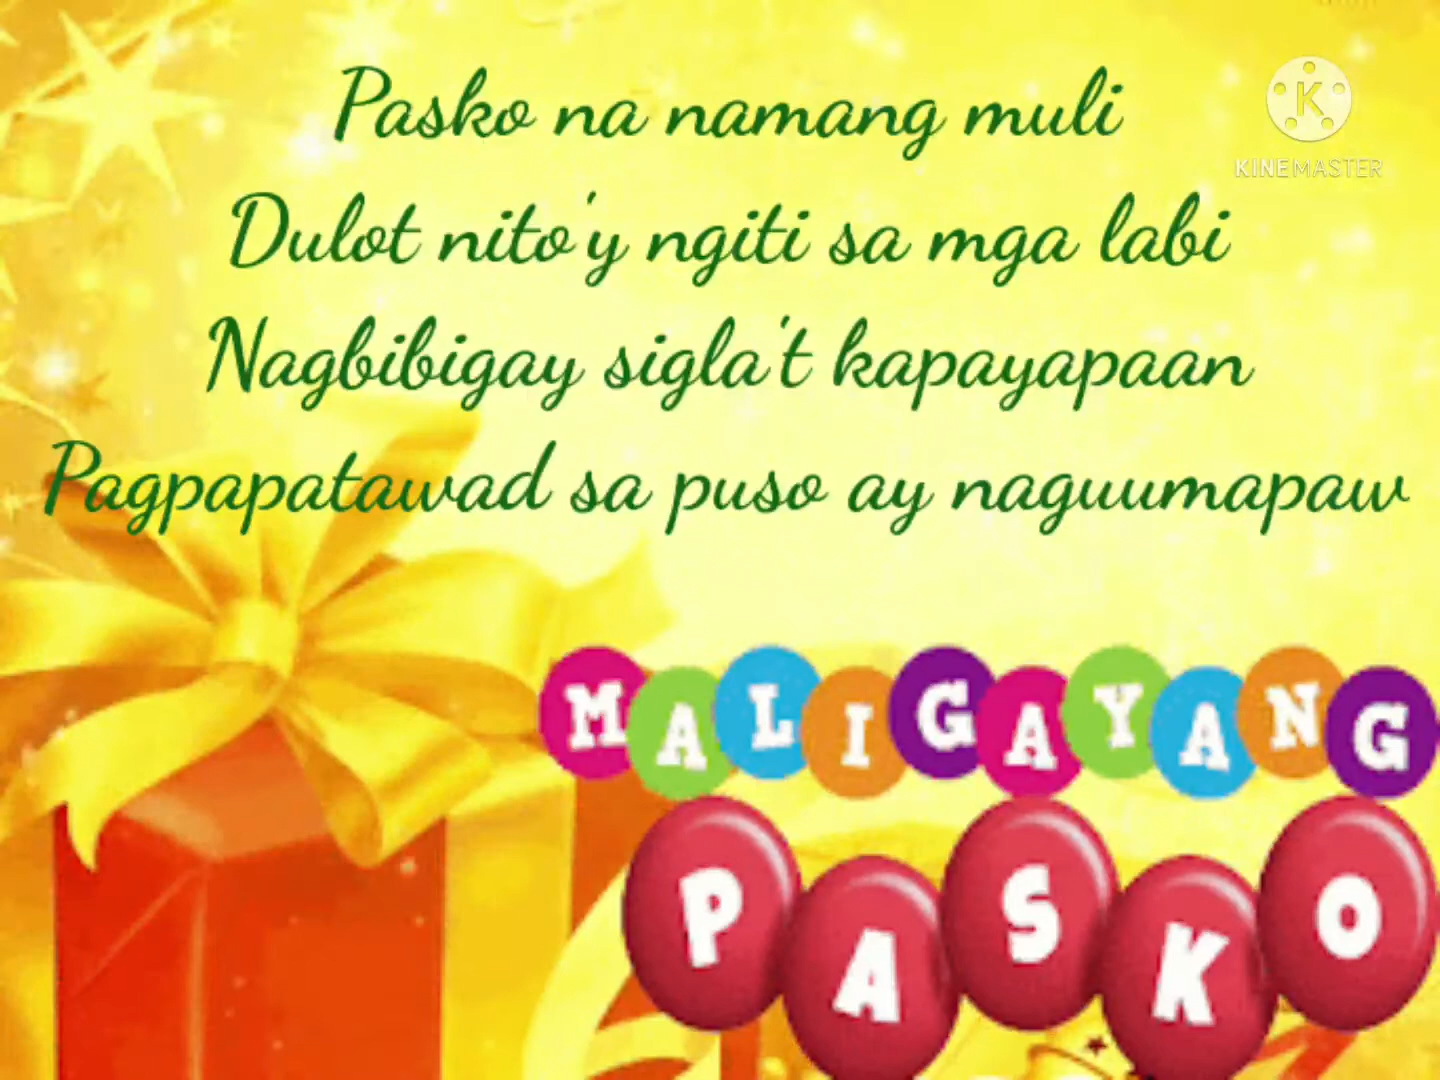 Pasko na namang muli
KINEMASTER
Dulot nito'y ngiti sa mga labi
Nagbibigay sigla't kapayapaan
Pagpapatawad sa puso ay naguumapaw
MALIGAYANG
PASKO